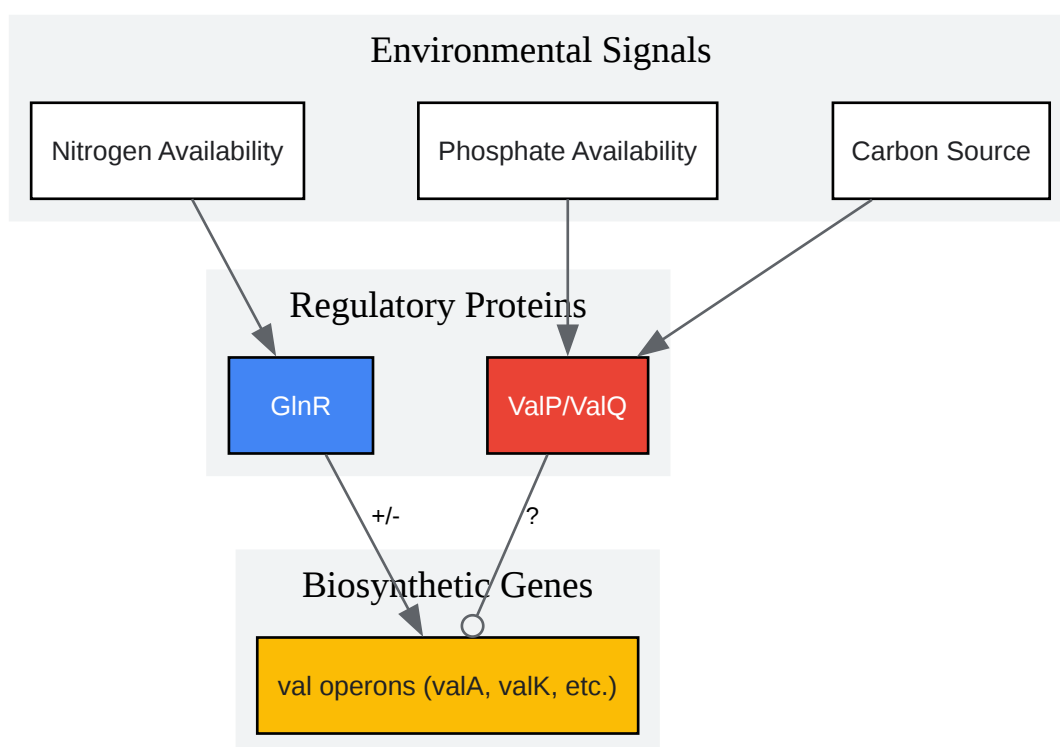 Environmental Signals
Nitrogen Availability
Phosphate Availability
Carbon Source
Regulatory Proteins
GlnR
ValP/ValQ
+/-
?
Biosynthetic Genes
val operons (valA, valK, etc.)